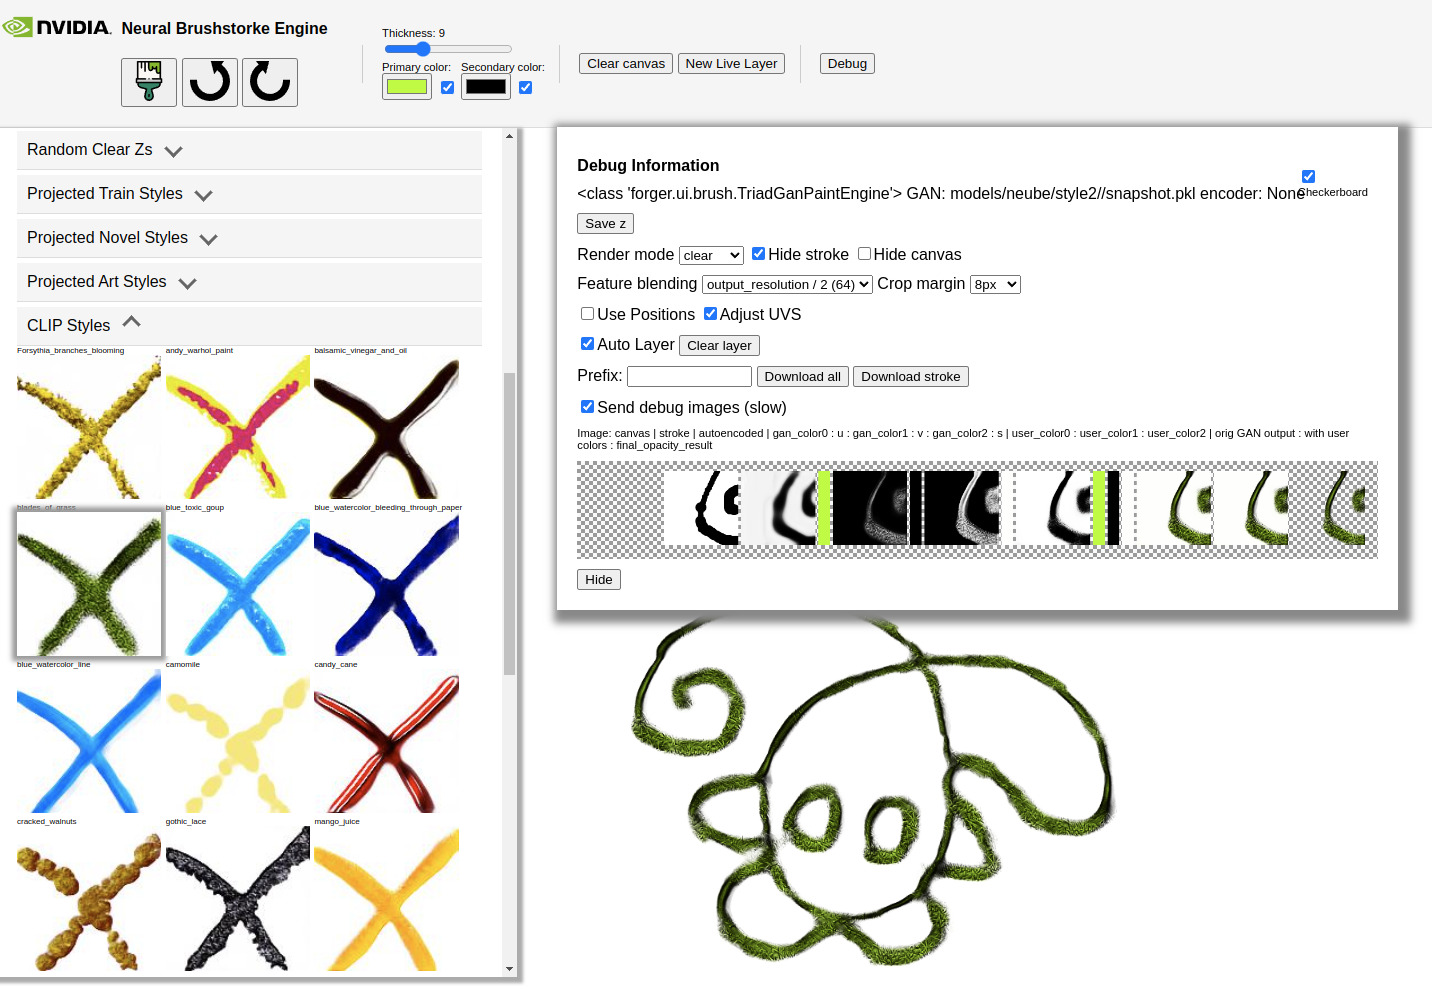 NVIDIA. Neural Brushstorke Engine
Thickness: 9
Primary color: Secondary color:
Clear canvas New Live Layer Debug
Random Clear Zs
Projected Train Styles
Projected Novel Styles
Projected Art Styles
CLIP Styles
Forsythia_branches_blooming andy_warhol_paint balsamic_vinegar_and_oil
blades_of_grass blue_toxic_goup blue_watercolor_bleeding_through_paper
blue_watercolor_line camomile candy_cane
cracked_walnuts gothic_lace mango_juice
Debug Information
<class 'forger.ui.brush.TriadGanPaintEngine'> GAN: models/neube/style2//snapshot.pkl encoder: None
Checkerboard
Save z
Render mode clear Hide stroke Hide canvas
Feature blending output_resolution / 2 (64) Crop margin 8px
Use Positions Adjust UVS
Auto Layer Clear layer
Prefix: Download all Download stroke
Send debug images (slow)
Image: canvas | stroke | autoencoded | gan_color0 : u : gan_color1 : v : gan_color2 : s | user_color0 : user_color1 : user_color2 | orig GAN output : with user
colors : final_opacity_result
Hide